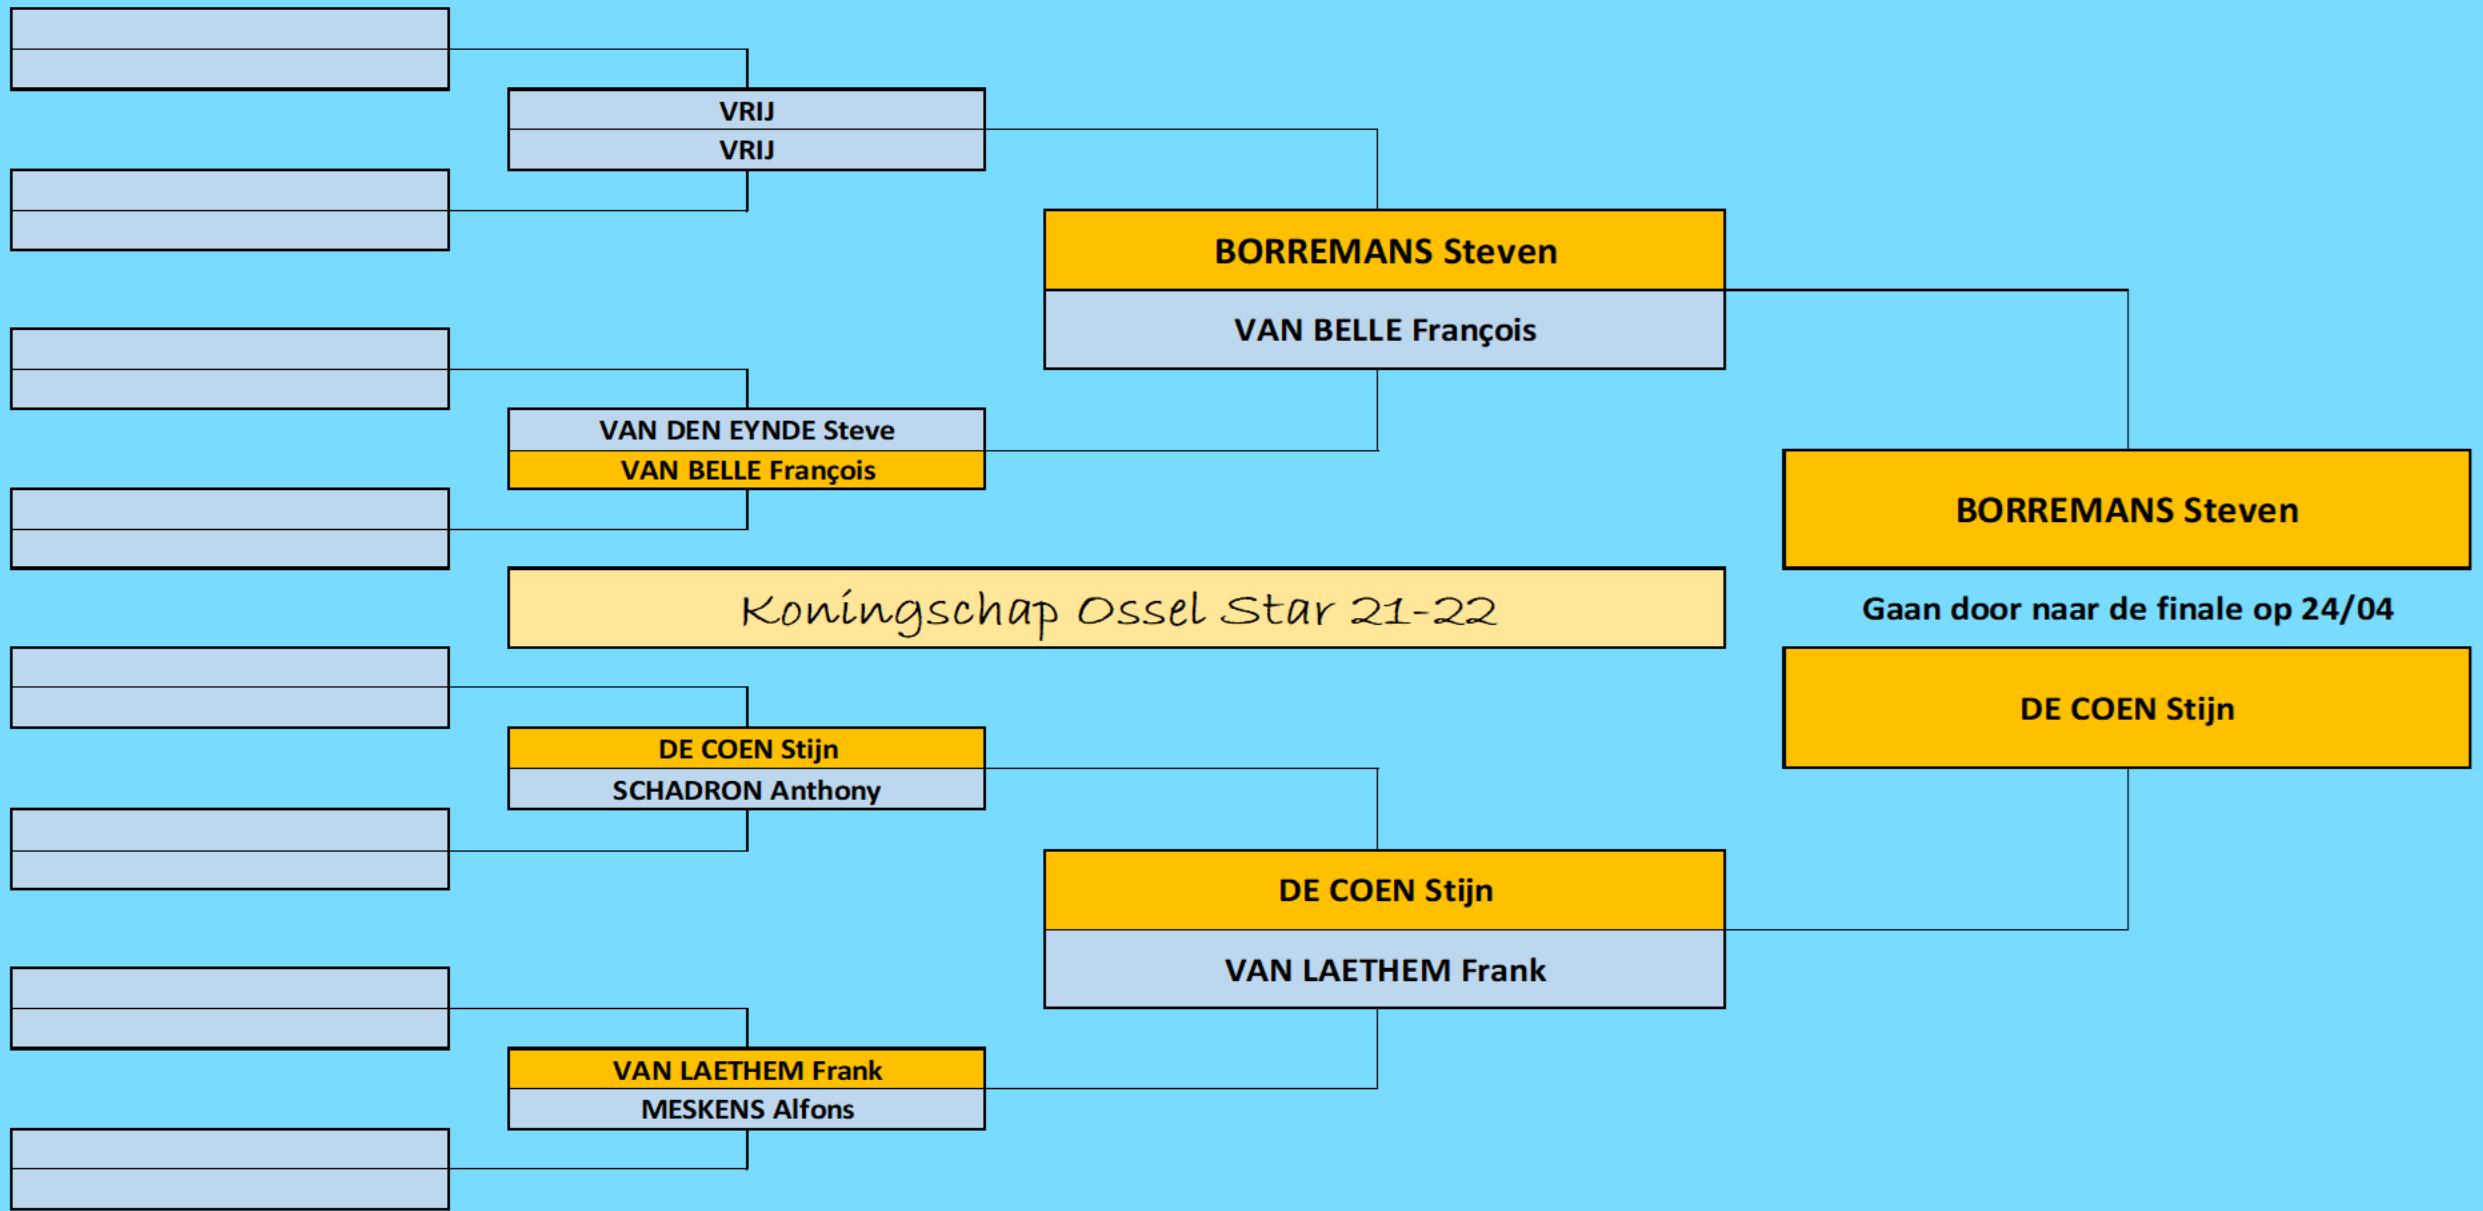 VRIJ
VRIJ
BORREMANS Steven
VAN BELLE François
VAN DEN EYNDE Steve
VAN BELLE François
BORREMANS Steven
Koningschap Ossel Star 21-22
Gaan door naar de finale op 24/04
DE COEN Stijn
DE COEN Stijn
SCHADRON Anthony
DE COEN Stijn
VAN LAETHEM Frank
VAN LAETHEM Frank
MESKENS Alfons